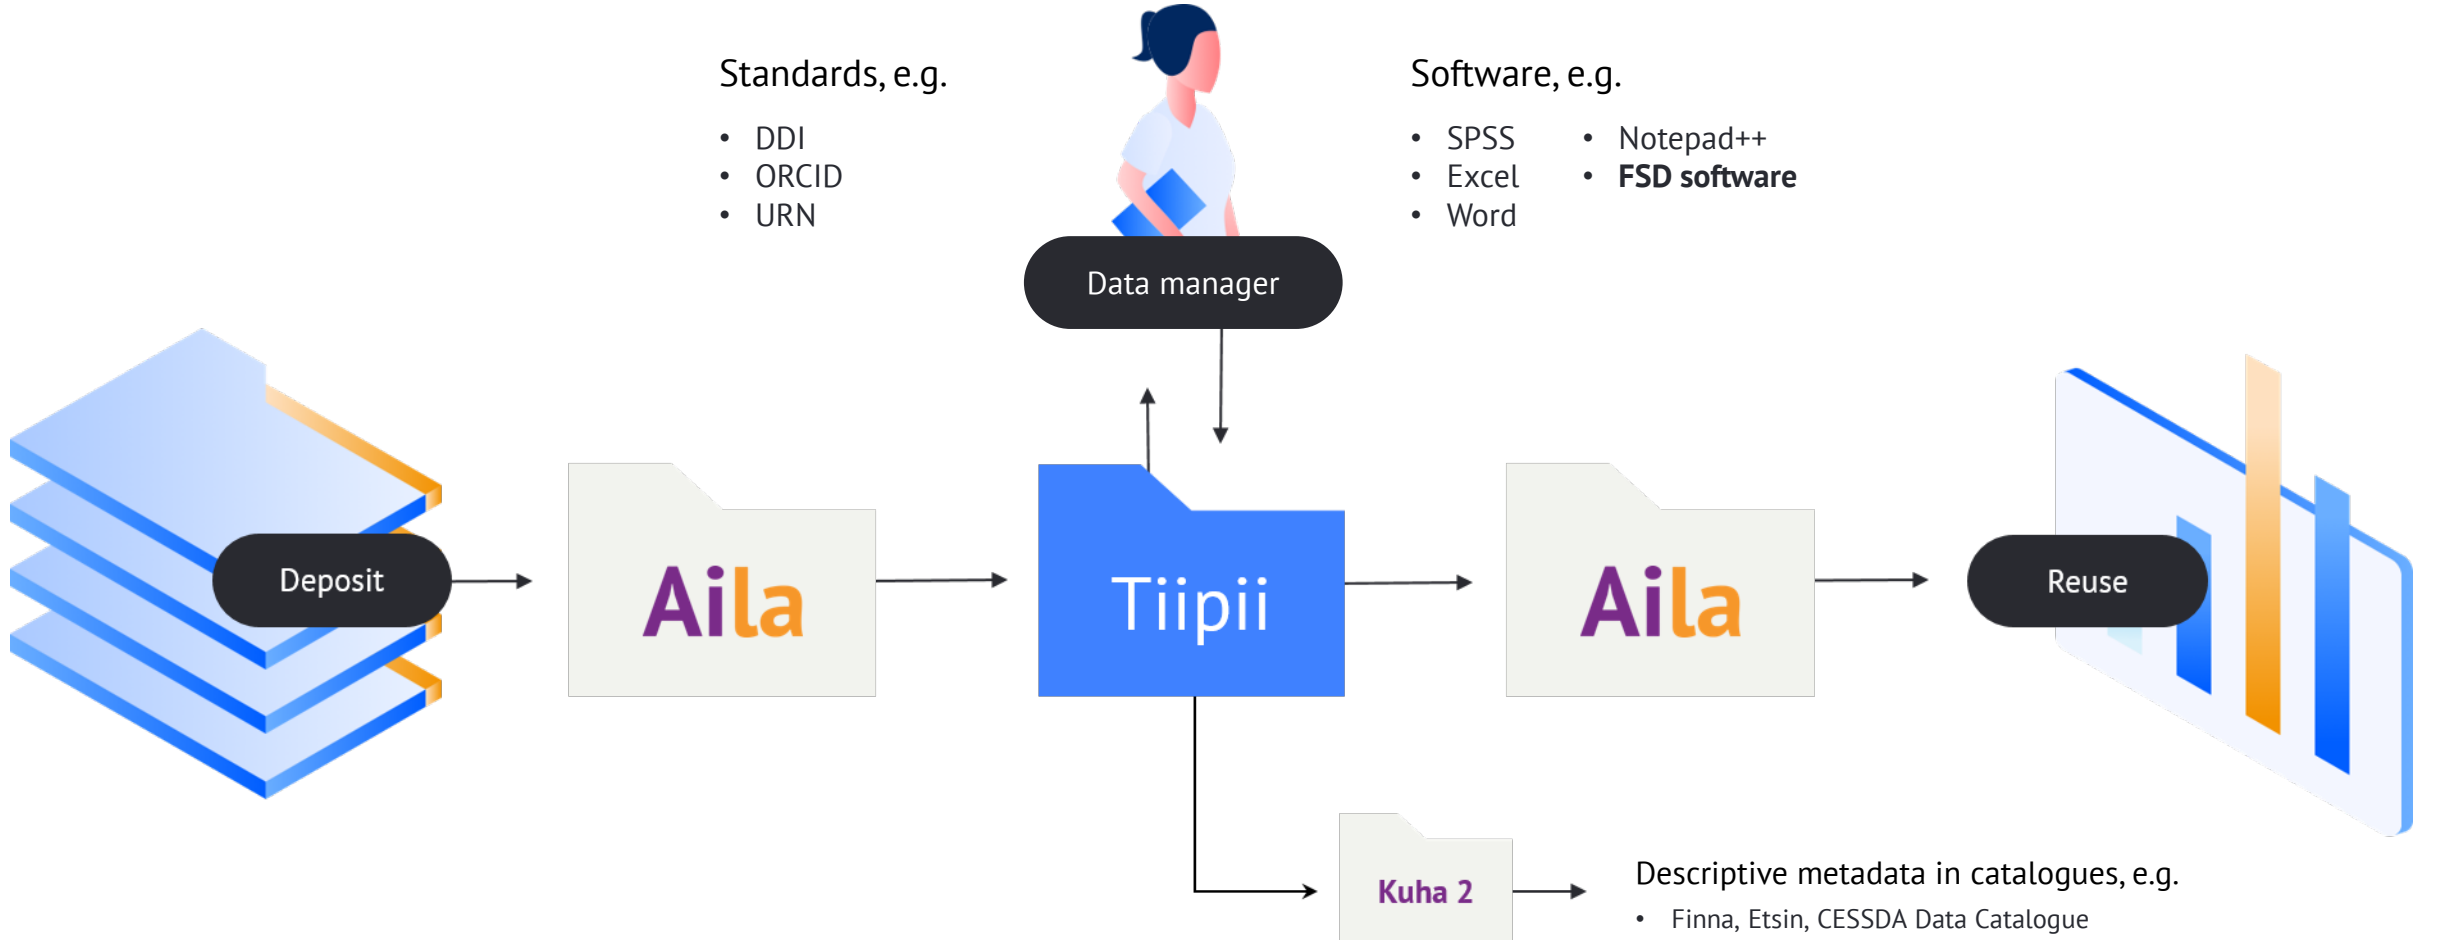 Standards, e.g.
• DDI
• ORCID
• URN
Software, e.g.
• SPSS
• Excel
• Word
• Notepad++
• FSD software
Data manager
Deposit
Aila
Tiipii
Aila
Reuse
Kuha 2
Descriptive metadata in catalogues, e.g.
• Finna, Etsin, CESSDA Data Catalogue